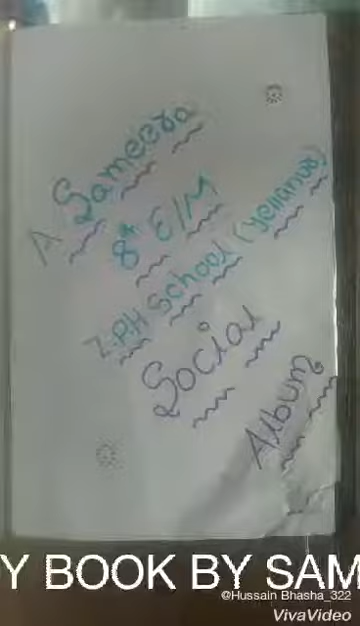 A Sameera
8th E/M
Z.P.H School (yellanur)
Social
Album
Y BOOK BY SAM
@Hussain Bhasha_322
VivaVideo